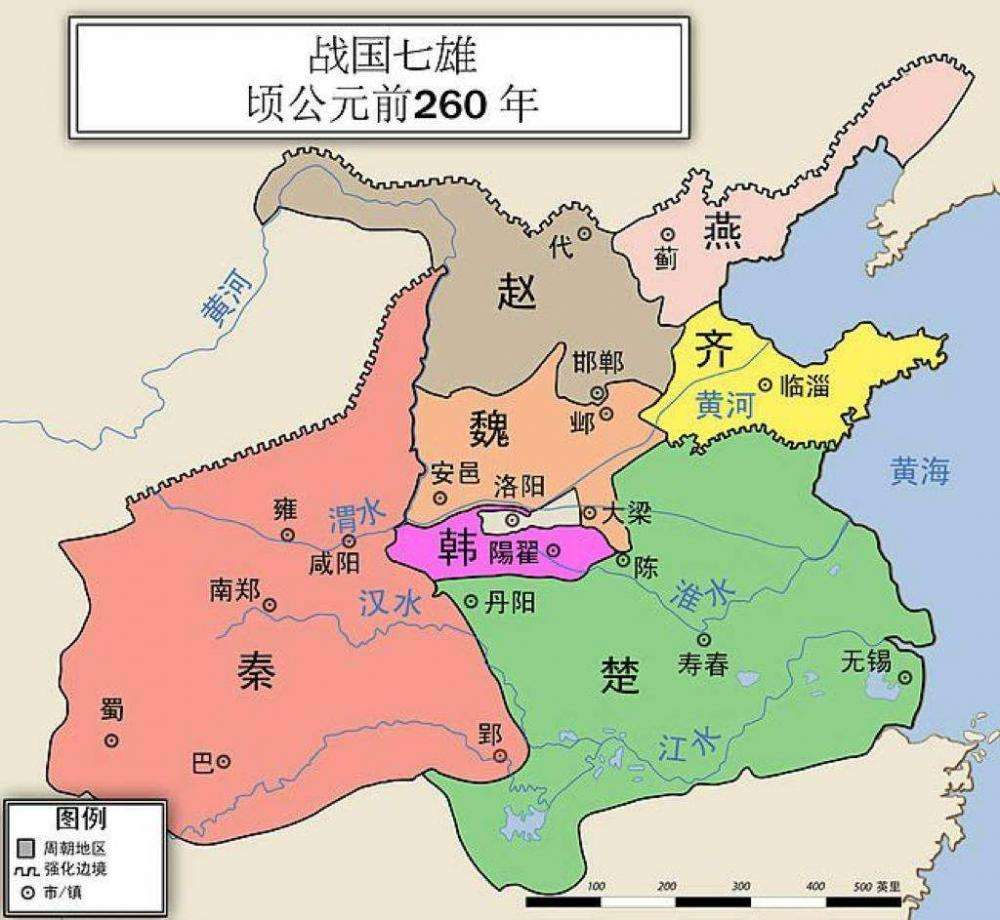 战国七雄
顷公元前260 年
燕
代
蓟
赵
黄河
齐
邯郸
临淄
黄河
邺
魏
黄海
安邑
洛阳
大梁
雍
渭水
韩
陽翟
咸阳
陈
南郑
汉水
丹阳
淮水
秦
楚
寿春
无锡
蜀
郢
江水
巴
图例
周朝地区
强化边境
市/镇
100 200 300 400 500 英里